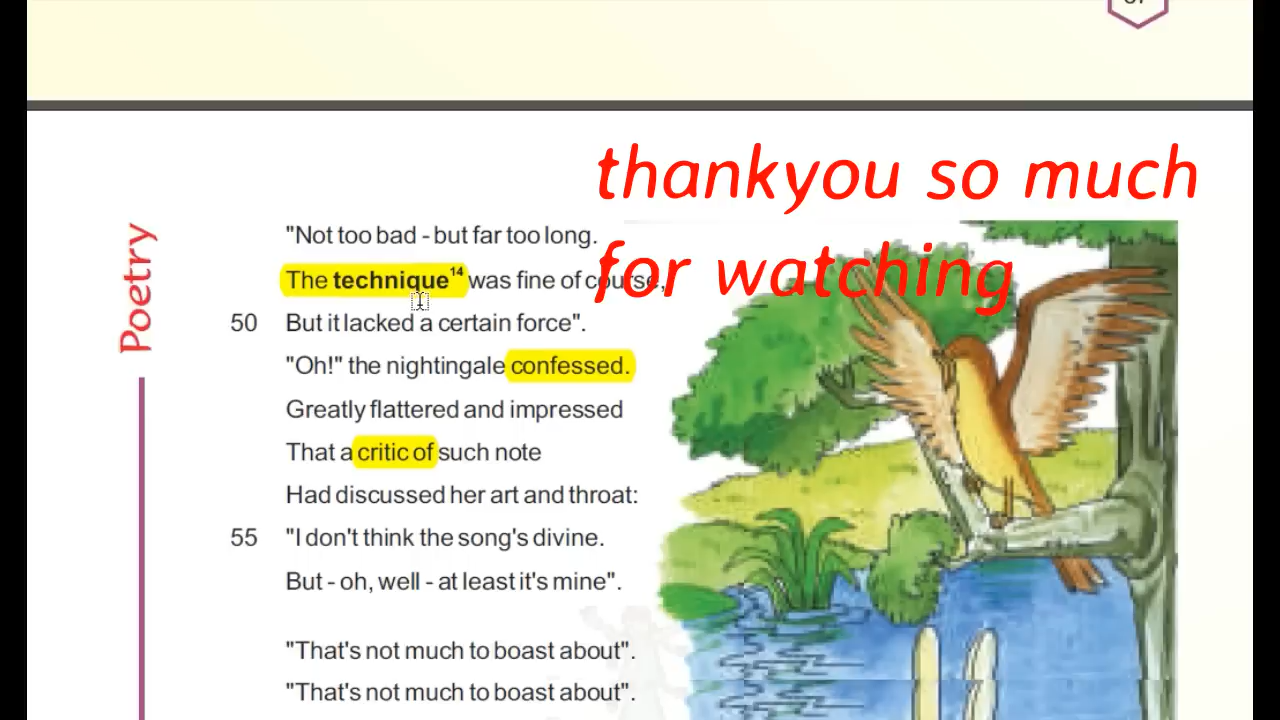 thankyou so much
for watching
Poetry
"Not too bad - but far too long.
The technique14 was fine of course,
50 But it lacked a certain force".
"Oh!" the nightingale confessed.
Greatly flattered and impressed
That a critic of such note
Had discussed her art and throat:
55 "I don't think the song's divine.
But - oh, well - at least it's mine".
"That's not much to boast about".
"That's not much to boast about".